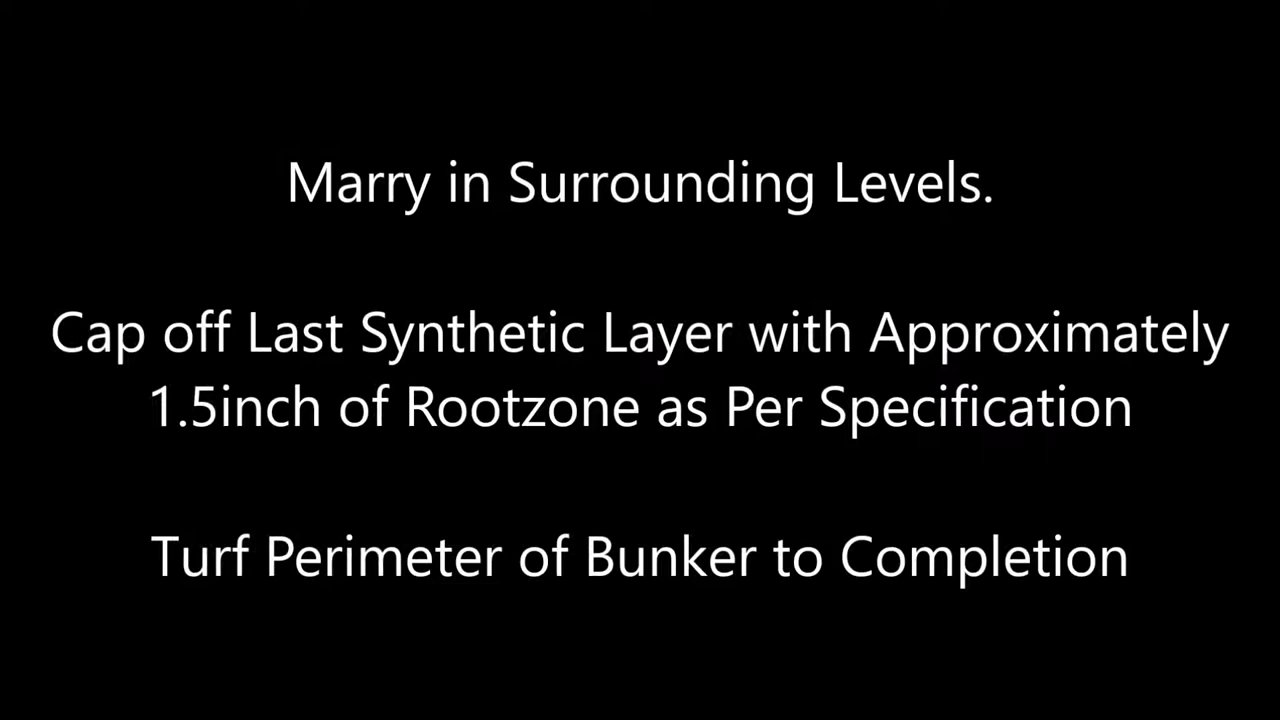 Marry in Surrounding Levels.
Cap off Last Synthetic Layer with Approximately
1.5inch of Rootzone as Per Specification
Turf Perimeter of Bunker to Completion